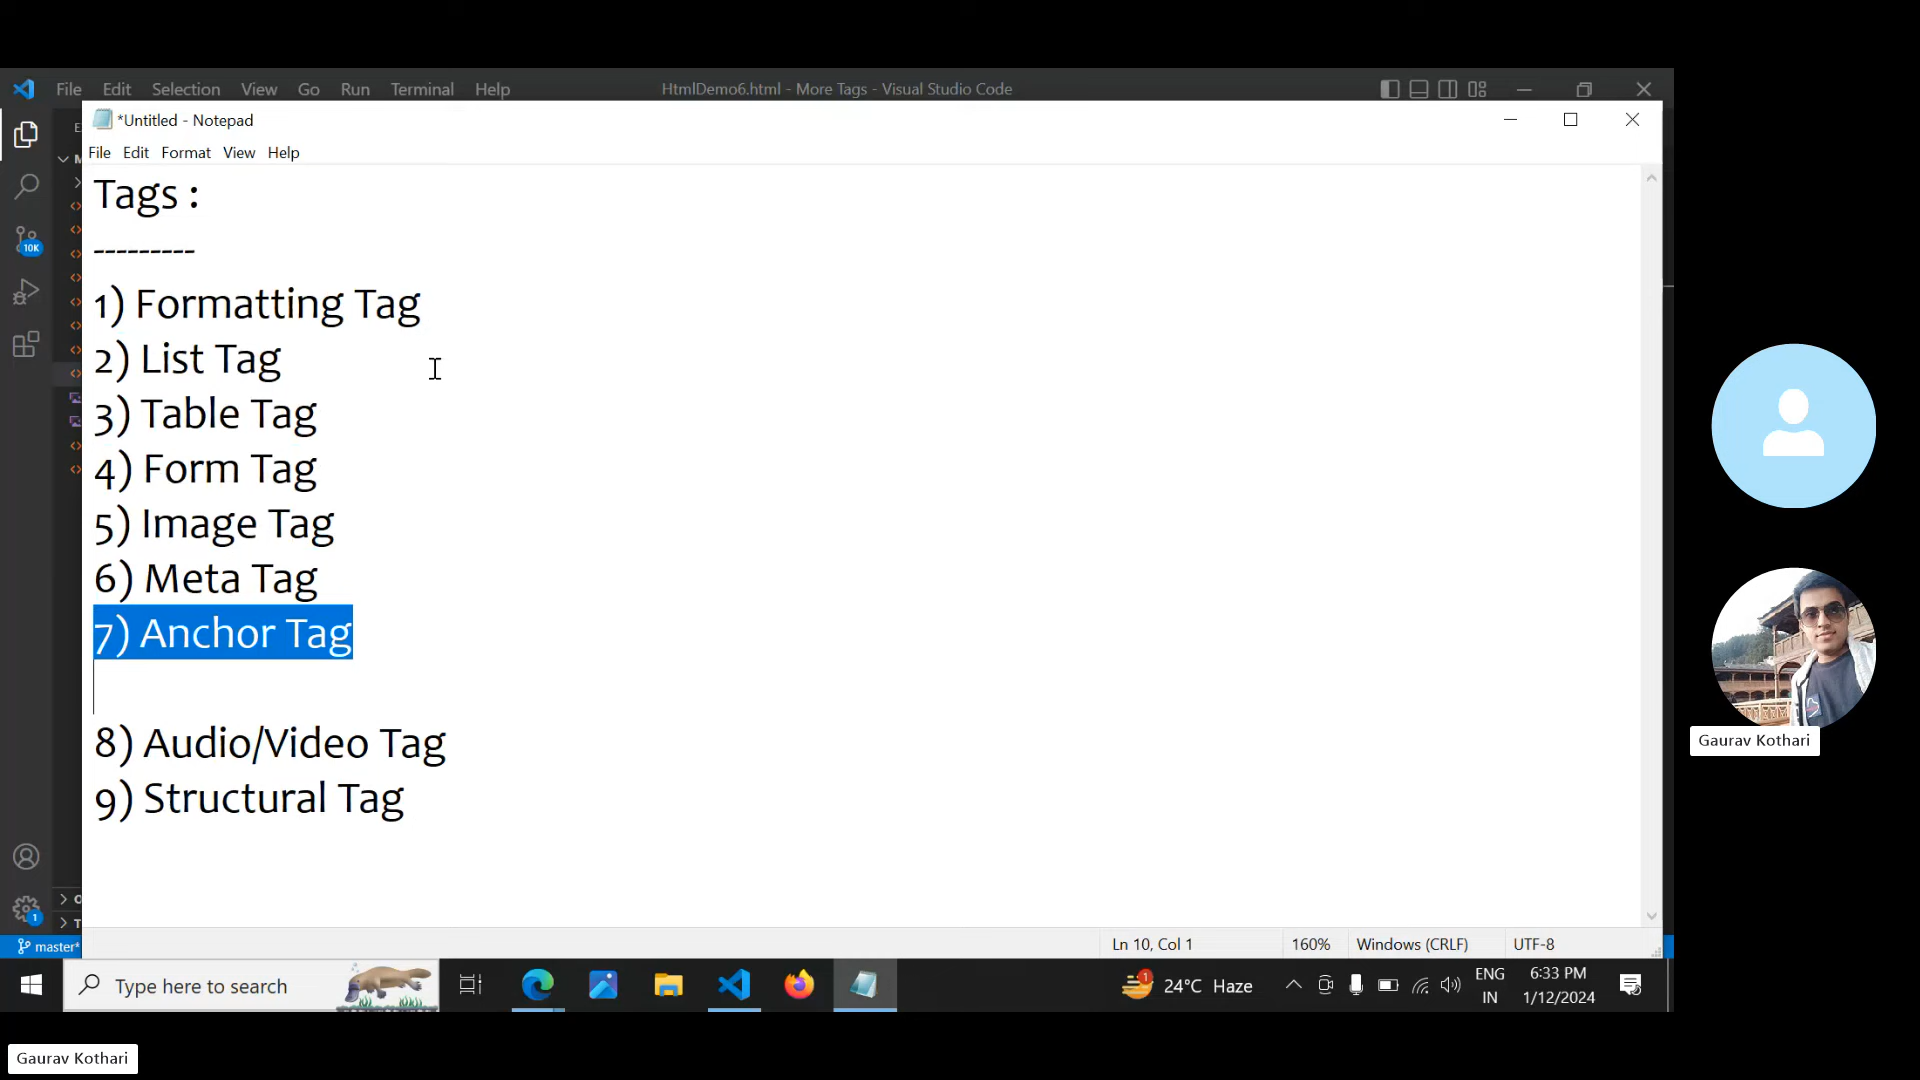 File Edit Selection View Go Run Terminal Help HtmlDemo6.html - More Tags - Visual Studio Code
*Untitled - Notepad
File Edit Format View Help
Tags :
---------
1) Formatting Tag
2) List Tag
3) Table Tag
4) Form Tag
5) Image Tag
6) Meta Tag
7) Anchor Tag
8) Audio/Video Tag
9) Structural Tag
10K
1
master*
Ln 10, Col 1 160% Windows (CRLF) UTF-8
Type here to search
1
24°C Haze
ENG
IN
6:33 PM
1/12/2024
Gaurav Kothari
Gaurav Kothari